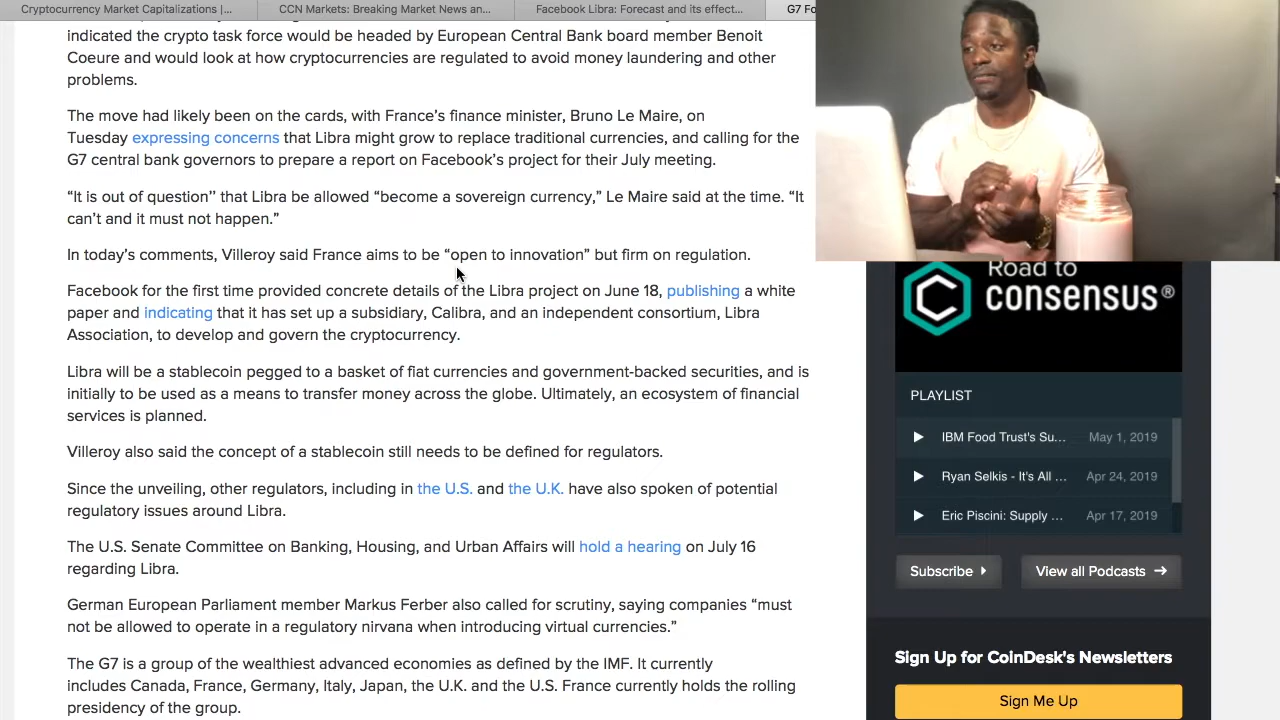 Cryptocurrency Market Capitalizations |...
CCN Markets: Breaking Market News an...
Facebook Libra: Forecast and its effect...
G7 Fo
indicated the crypto task force would be headed by European Central Bank board member Benoit
Coeure and would look at how cryptocurrencies are regulated to avoid money laundering and other
problems.
The move had likely been on the cards, with France’s finance minister, Bruno Le Maire, on
Tuesday expressing concerns that Libra might grow to replace traditional currencies, and calling for the
G7 central bank governors to prepare a report on Facebook’s project for their July meeting.
“It is out of question’’ that Libra be allowed “become a sovereign currency,” Le Maire said at the time. “It
can’t and it must not happen.”
In today’s comments, Villeroy said France aims to be “open to innovation” but firm on regulation.
Facebook for the first time provided concrete details of the Libra project on June 18, publishing a white
paper and indicating that it has set up a subsidiary, Calibra, and an independent consortium, Libra
Association, to develop and govern the cryptocurrency.
Libra will be a stablecoin pegged to a basket of fiat currencies and government-backed securities, and is
initially to be used as a means to transfer money across the globe. Ultimately, an ecosystem of financial
services is planned.
Villeroy also said the concept of a stablecoin still needs to be defined for regulators.
Since the unveiling, other regulators, including in the U.S. and the U.K. have also spoken of potential
regulatory issues around Libra.
The U.S. Senate Committee on Banking, Housing, and Urban Affairs will hold a hearing on July 16
regarding Libra.
German European Parliament member Markus Ferber also called for scrutiny, saying companies “must
not be allowed to operate in a regulatory nirvana when introducing virtual currencies.”
The G7 is a group of the wealthiest advanced economies as defined by the IMF. It currently
includes Canada, France, Germany, Italy, Japan, the U.K. and the U.S. France currently holds the rolling
presidency of the group.
Road to
consensus®
PLAYLIST
IBM Food Trust's Su... May 1, 2019
Ryan Selkis - It's All ... Apr 24, 2019
Eric Piscini: Supply ... Apr 17, 2019
Subscribe
View all Podcasts
Sign Up for CoinDesk's Newsletters
Sign Me Up